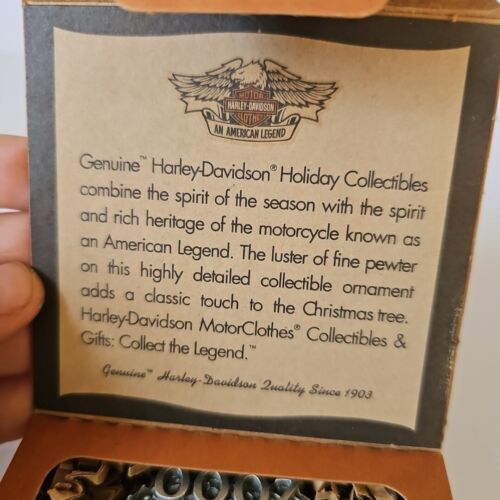 MOTOR
HARLEY-DAVIDSON
CLOTHES
AN AMERICAN LEGEND
Genuine™ Harley-Davidson® Holiday Collectibles
combine the spirit of the season with the spirit
and rich heritage of the motorcycle known as
an American Legend. The luster of fine pewter
on this highly detailed collectible ornament
adds a classic touch to the Christmas tree.
Harley-Davidson MotorClothes® Collectibles &
Gifts: Collect the Legend.™
Genuine™ Harley-Davidson Quality Since 1903